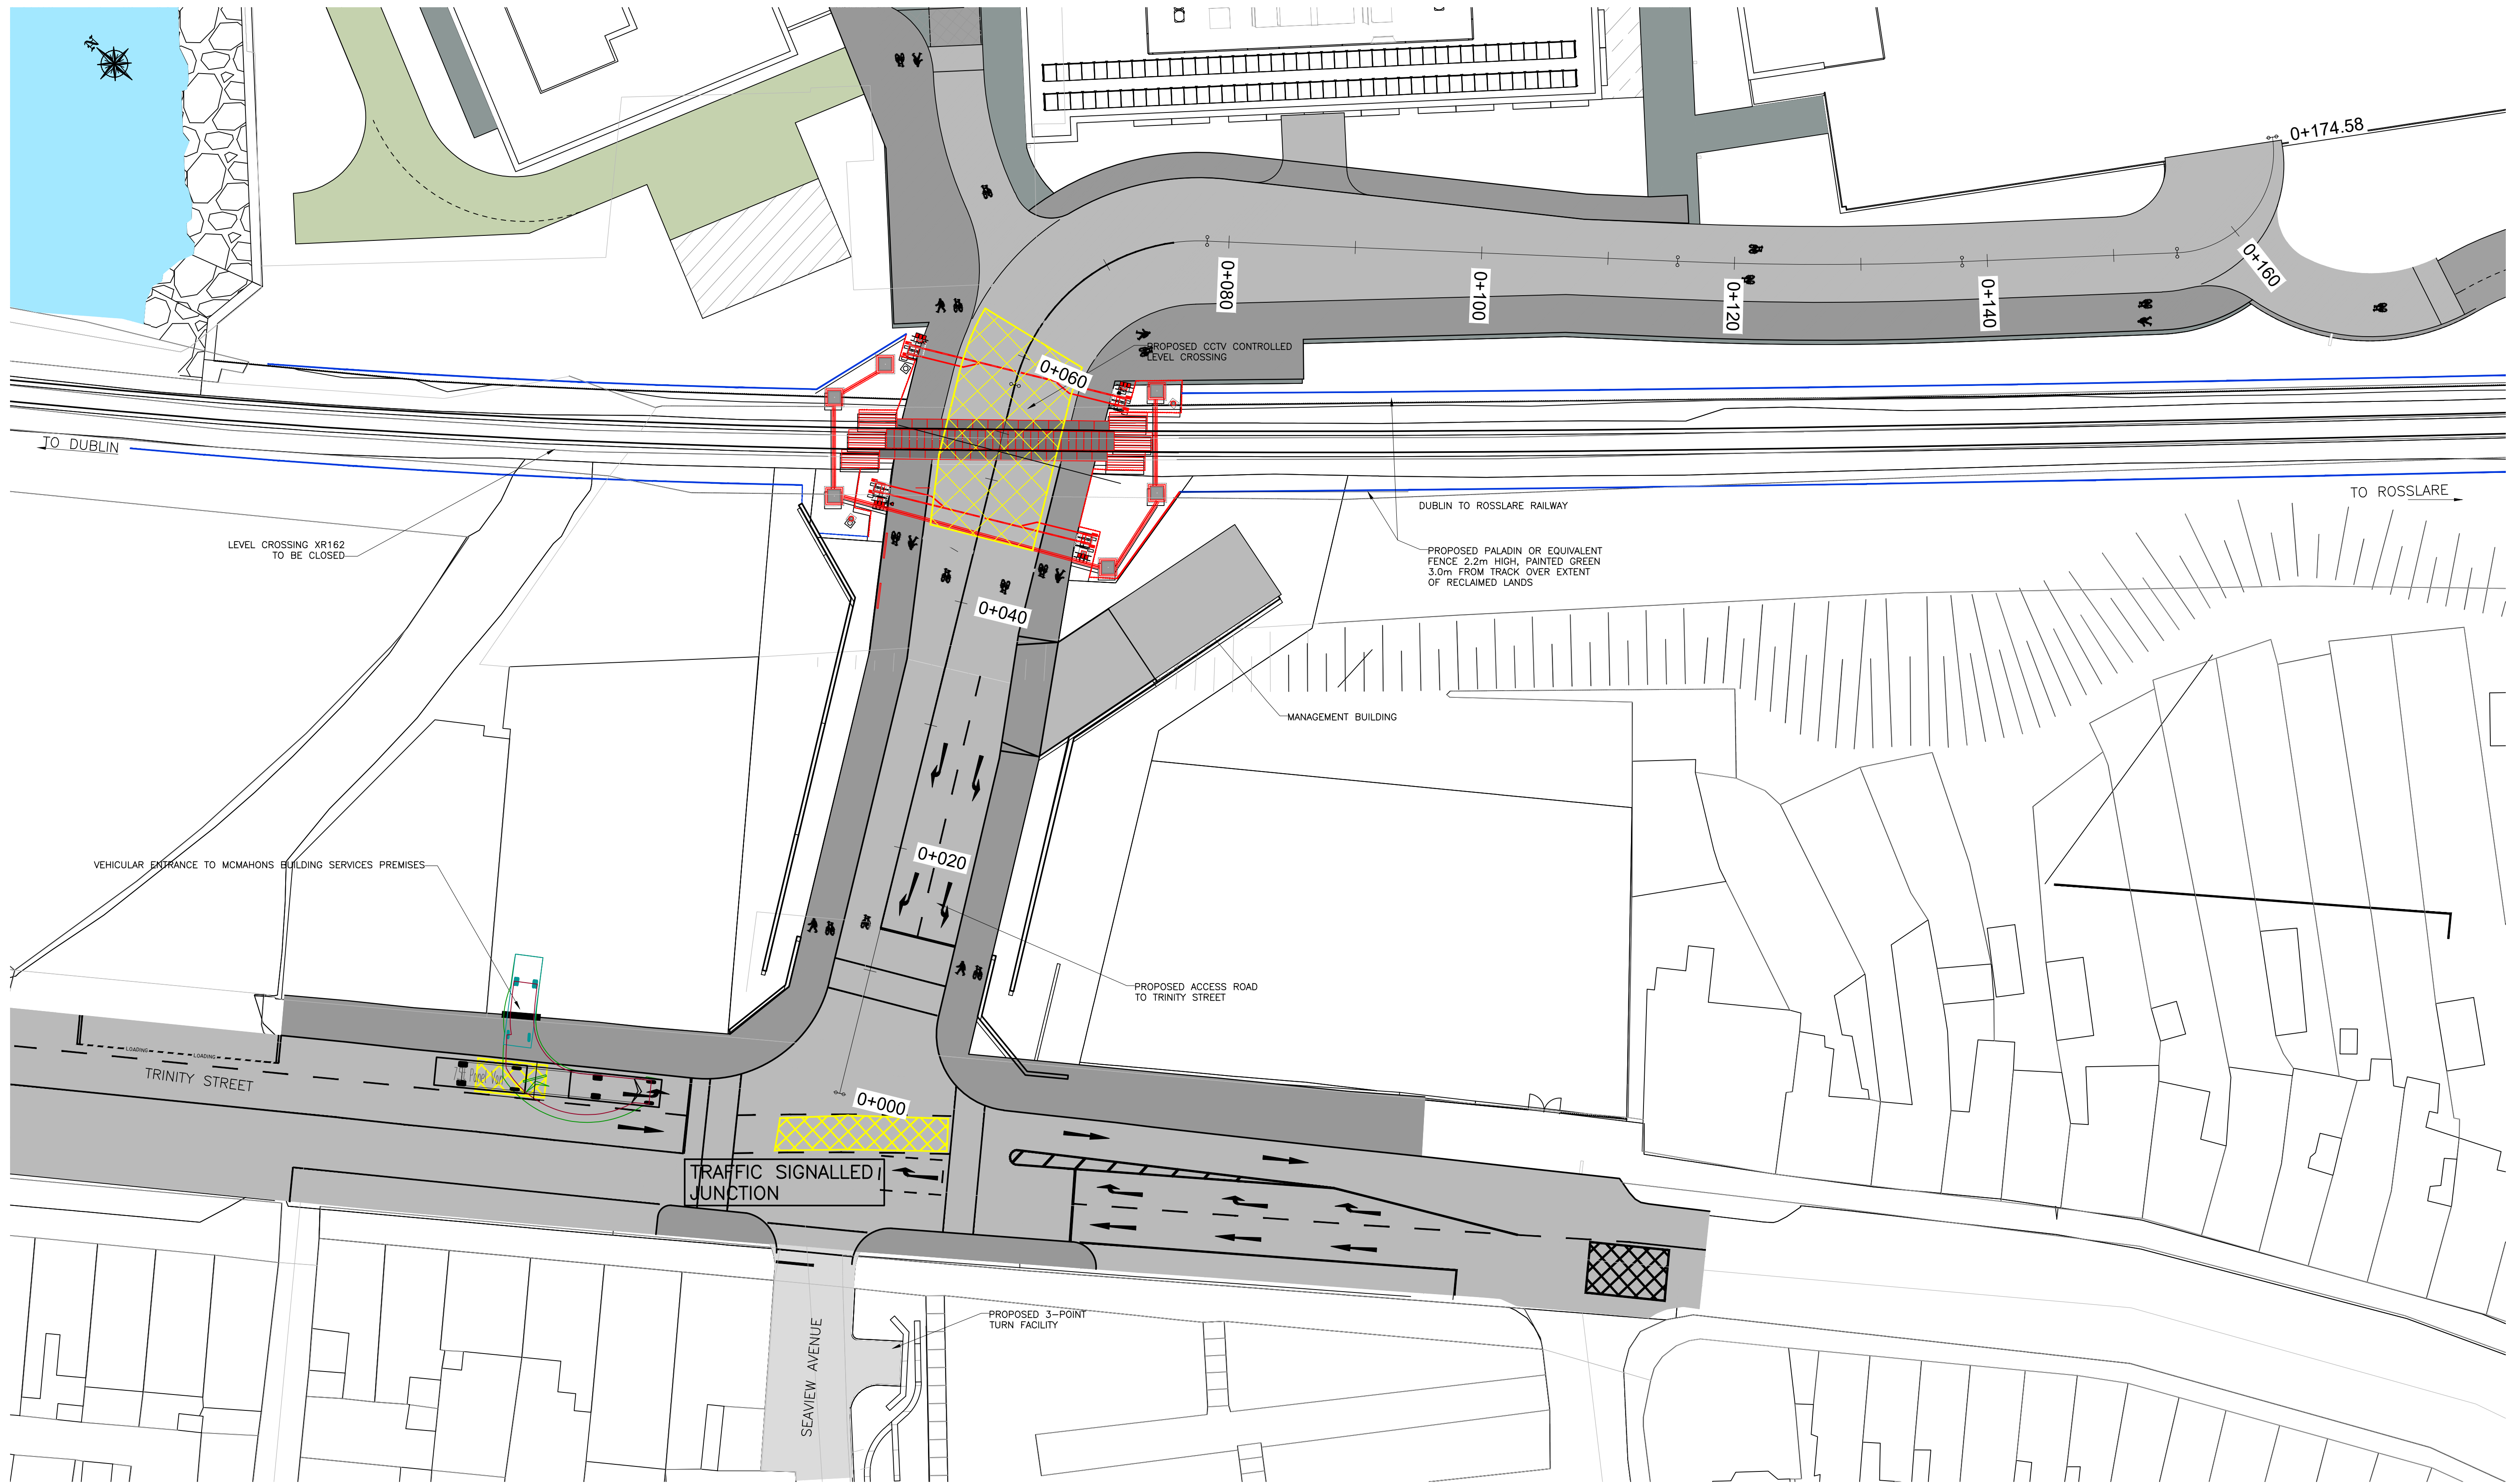 N
0+174.58
0+160
0+080
0+100
0+120
0+140
PROPOSED CCTV CONTROLLED
LEVEL CROSSING
0+060
TO DUBLIN
TO ROSSLARE
DUBLIN TO ROSSLARE RAILWAY
LEVEL CROSSING XR162
TO BE CLOSED
PROPOSED PALADIN OR EQUIVALENT
FENCE 2.2m HIGH, PAINTED GREEN
3.0m FROM TRACK OVER EXTENT
OF RECLAIMED LANDS
0+040
MANAGEMENT BUILDING
0+020
VEHICULAR ENTRANCE TO MCMAHONS BUILDING SERVICES PREMISES
PROPOSED ACCESS ROAD
TO TRINITY STREET
LOADING
LOADING
TRINITY STREET
Panel Van
0+000
TRAFFIC SIGNALLED
JUNCTION
PROPOSED 3-POINT
TURN FACILITY
SEAVIEW AVENUE